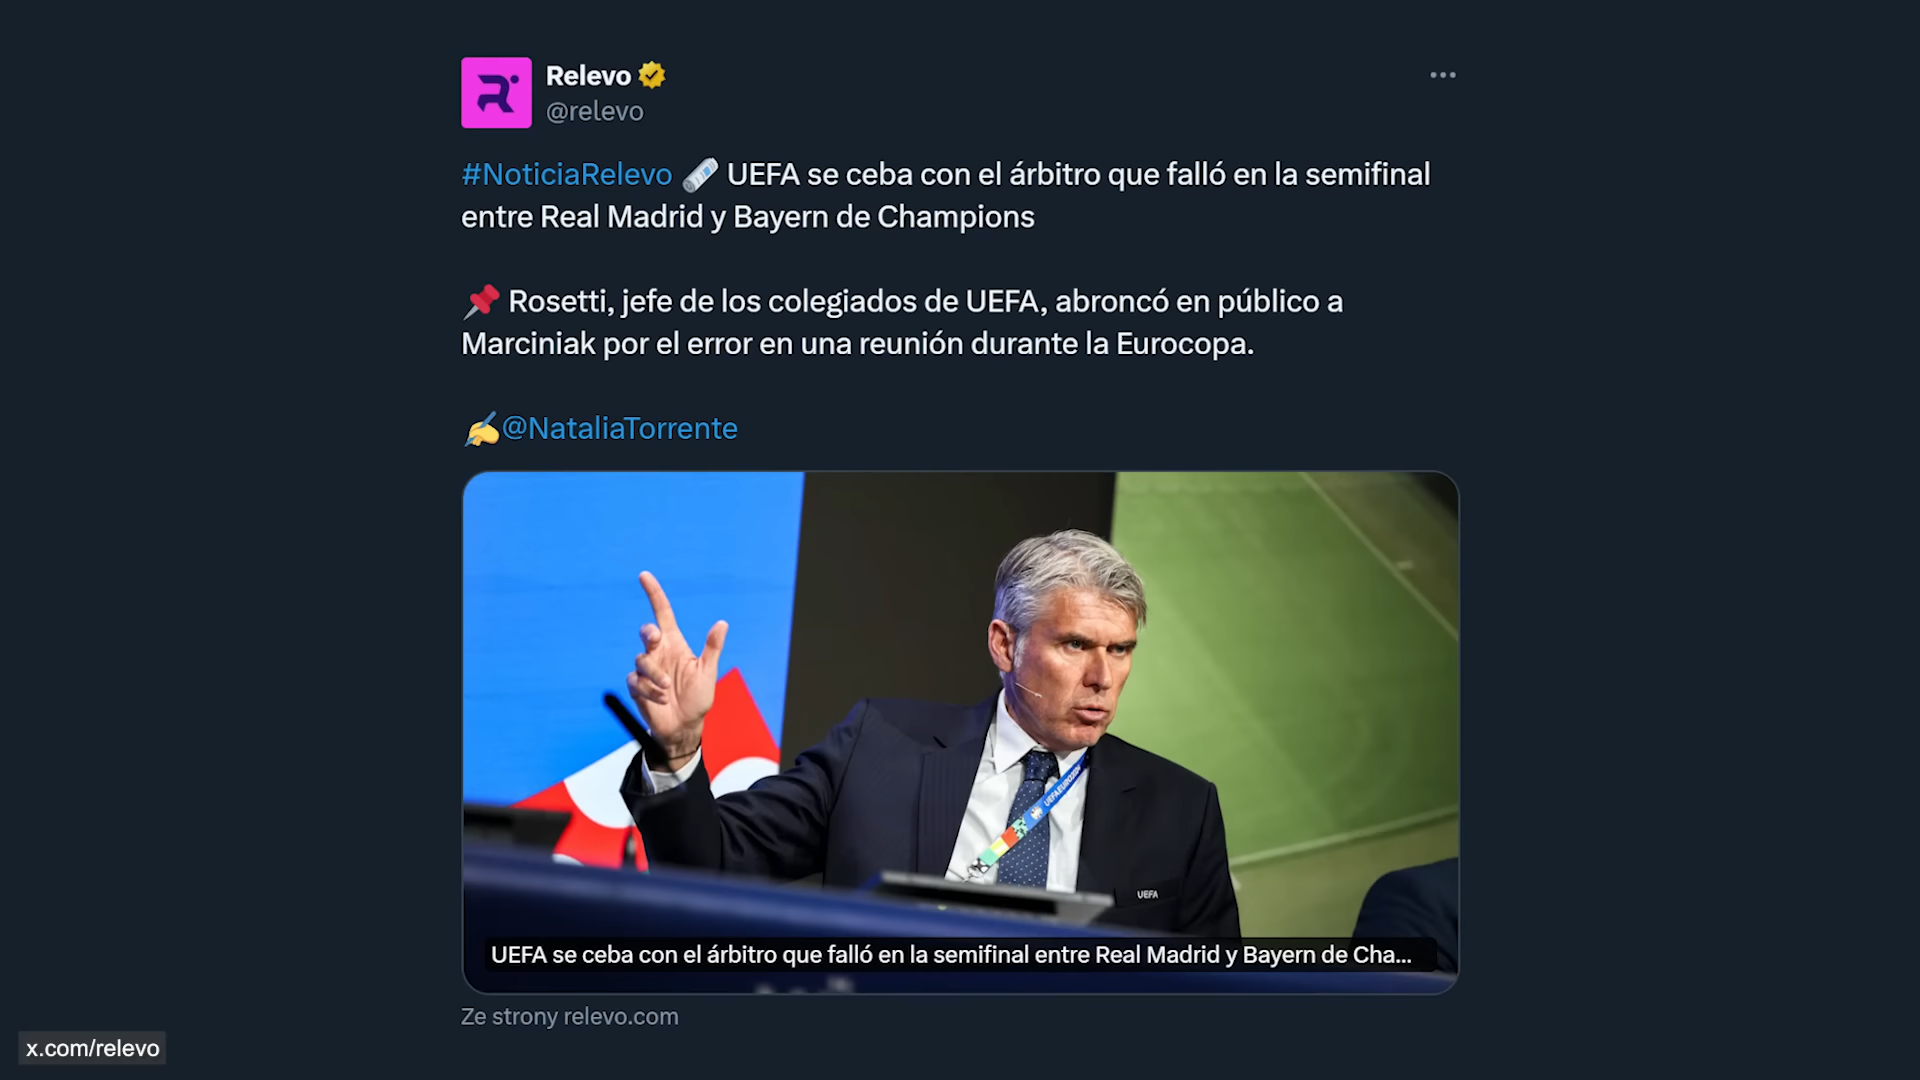 Relevo
@relevo
#NoticiaRelevo UEFA se ceba con el árbitro que falló en la semifinal
entre Real Madrid y Bayern de Champions
Rosetti, jefe de los colegiados de UEFA, abroncó en público a
Marciniak por el error en una reunión durante la Eurocopa.
@NataliaTorrente
UEFAEURO2024
UEFA
UEFA se ceba con el árbitro que falló en la semifinal entre Real Madrid y Bayern de Cha...
Ze strony relevo.com
x.com/relevo